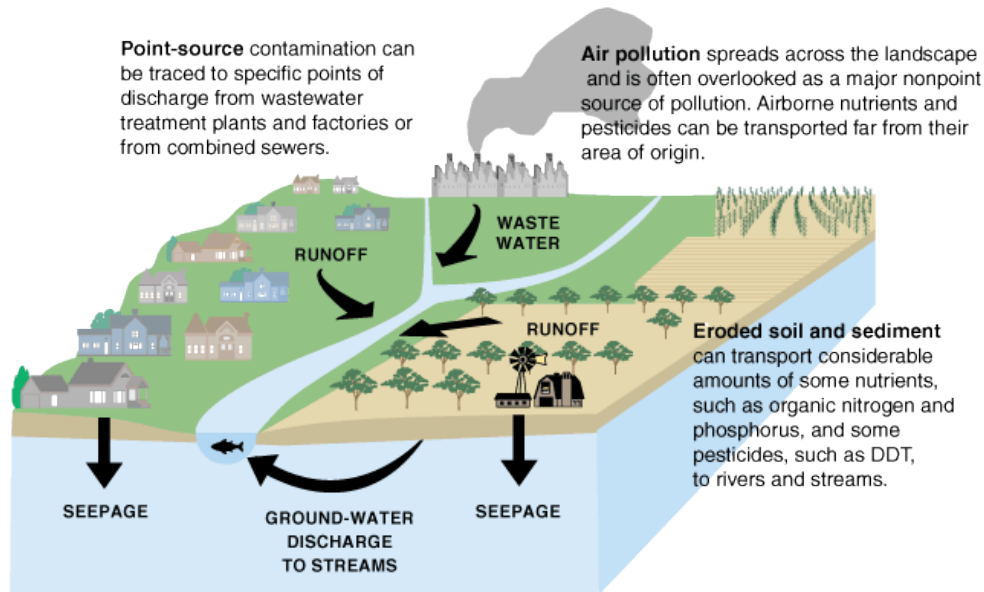 Point-source contamination can
be traced to specific points of
discharge from wastewater
treatment plants and factories or
from combined sewers.
Air pollution spreads across the landscape
and is often overlooked as a major nonpoint
source of pollution. Airborne nutrients and
pesticides can be transported far from their
area of origin.
WASTE
WATER
RUNOFF
RUNOFF
Eroded soil and sediment
can transport considerable
amounts of some nutrients,
such as organic nitrogen and
phosphorus, and some
pesticides, such as DDT,
to rivers and streams.
SEEPAGE
GROUND-WATER
DISCHARGE
TO STREAMS
SEEPAGE